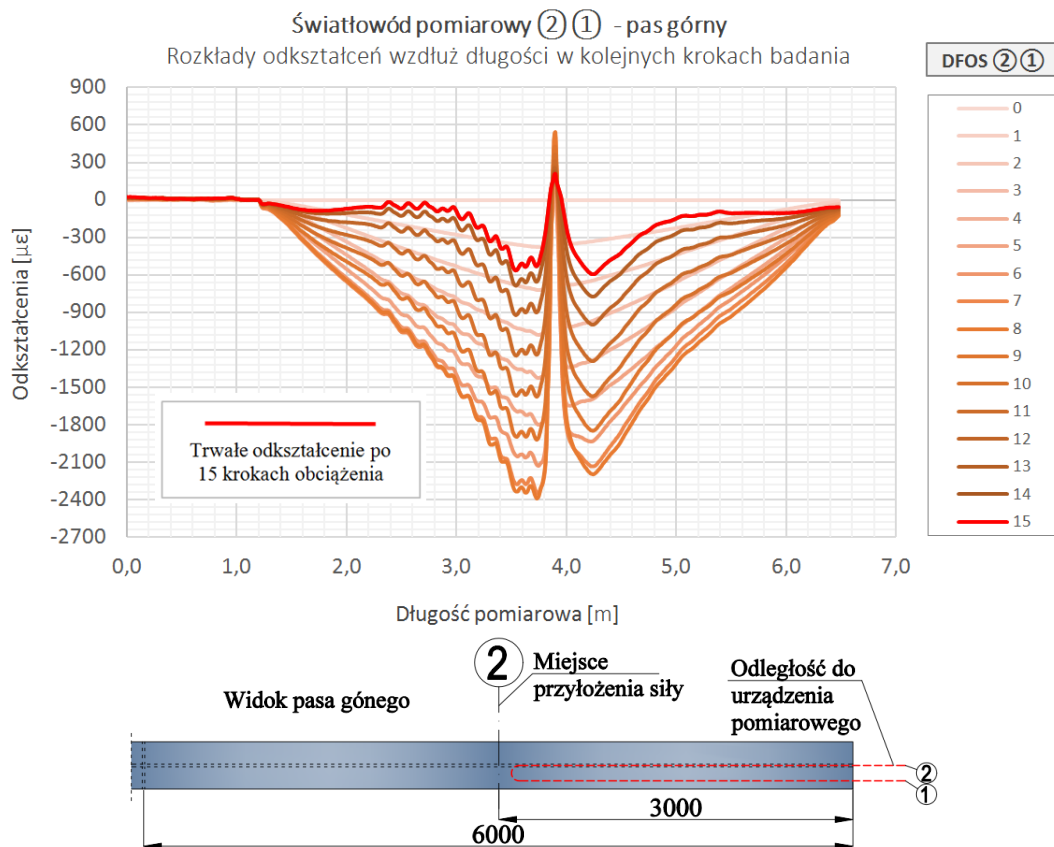 Światłowód pomiarowy ② ① - pas górny
Rozkłady odkształceń wzdłuż długości w kolejnych krokach badania
DFOS ② ①
900
600
300
0
-300
-600
-900
-1200
-1500
-1800
-2100
-2400
-2700
Odkształcenia [µε]
Trwałe odkształcenie po
15 krokach obciążenia
0
1
2
3
4
5
6
7
8
9
10
11
12
13
14
15
0,0 1,0 2,0 3,0 4,0 5,0 6,0 7,0
Długość pomiarowa [m]
②
Miejsce
przyłożenia siły
Widok pasa gónego
Odległość do
urządzenia
pomiarowego
②
①
3000
6000